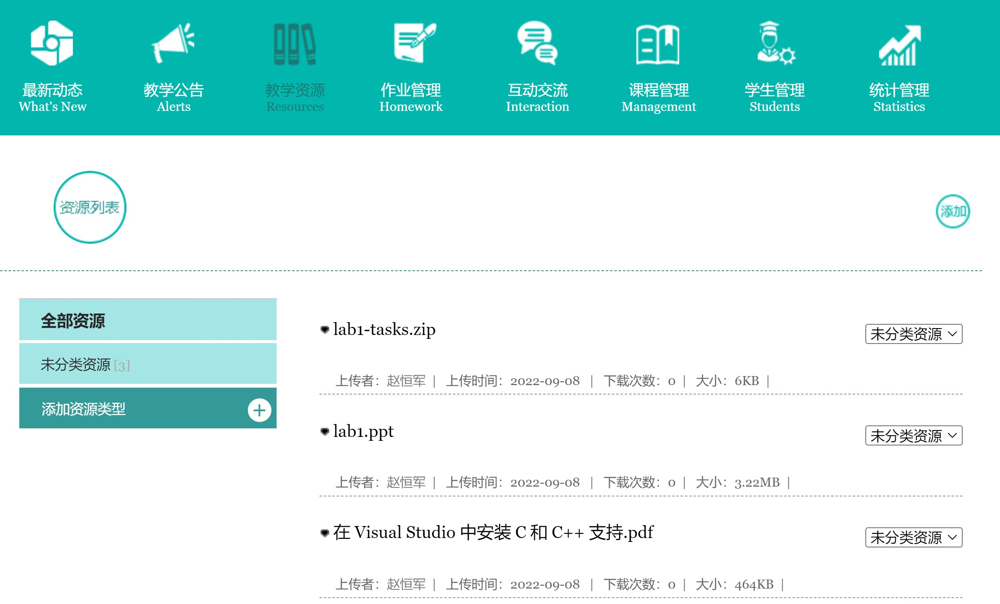 最新动态 教学公告 教学资源 作业管理 互动交流 课程管理 学生管理 统计管理
What's New Alerts Resources Homework Interaction Management Students Statistics
资源列表
添加
全部资源
未分类资源 [3]
添加资源类型
lab1-tasks.zip 未分类资源
上传者：赵恒军 | 上传时间：2022-09-08 | 下载次数：0 | 大小：6KB |
lab1.ppt 未分类资源
上传者：赵恒军 | 上传时间：2022-09-08 | 下载次数：0 | 大小：3.22MB |
在 Visual Studio 中安装 C 和 C++ 支持.pdf 未分类资源
上传者：赵恒军 | 上传时间：2022-09-08 | 下载次数：0 | 大小：464KB |